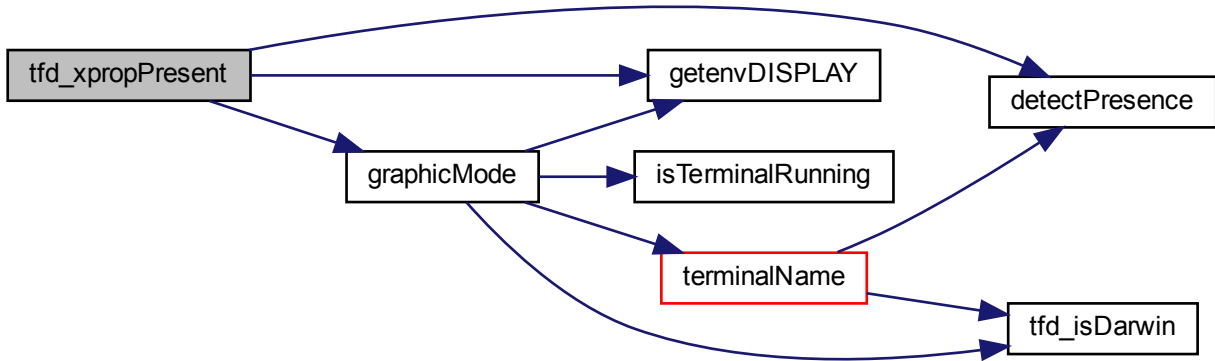 tfd_xpropPresent
getenvDISPLAY
detectPresence
graphicMode
isTerminalRunning
terminalName
tfd_isDarwin